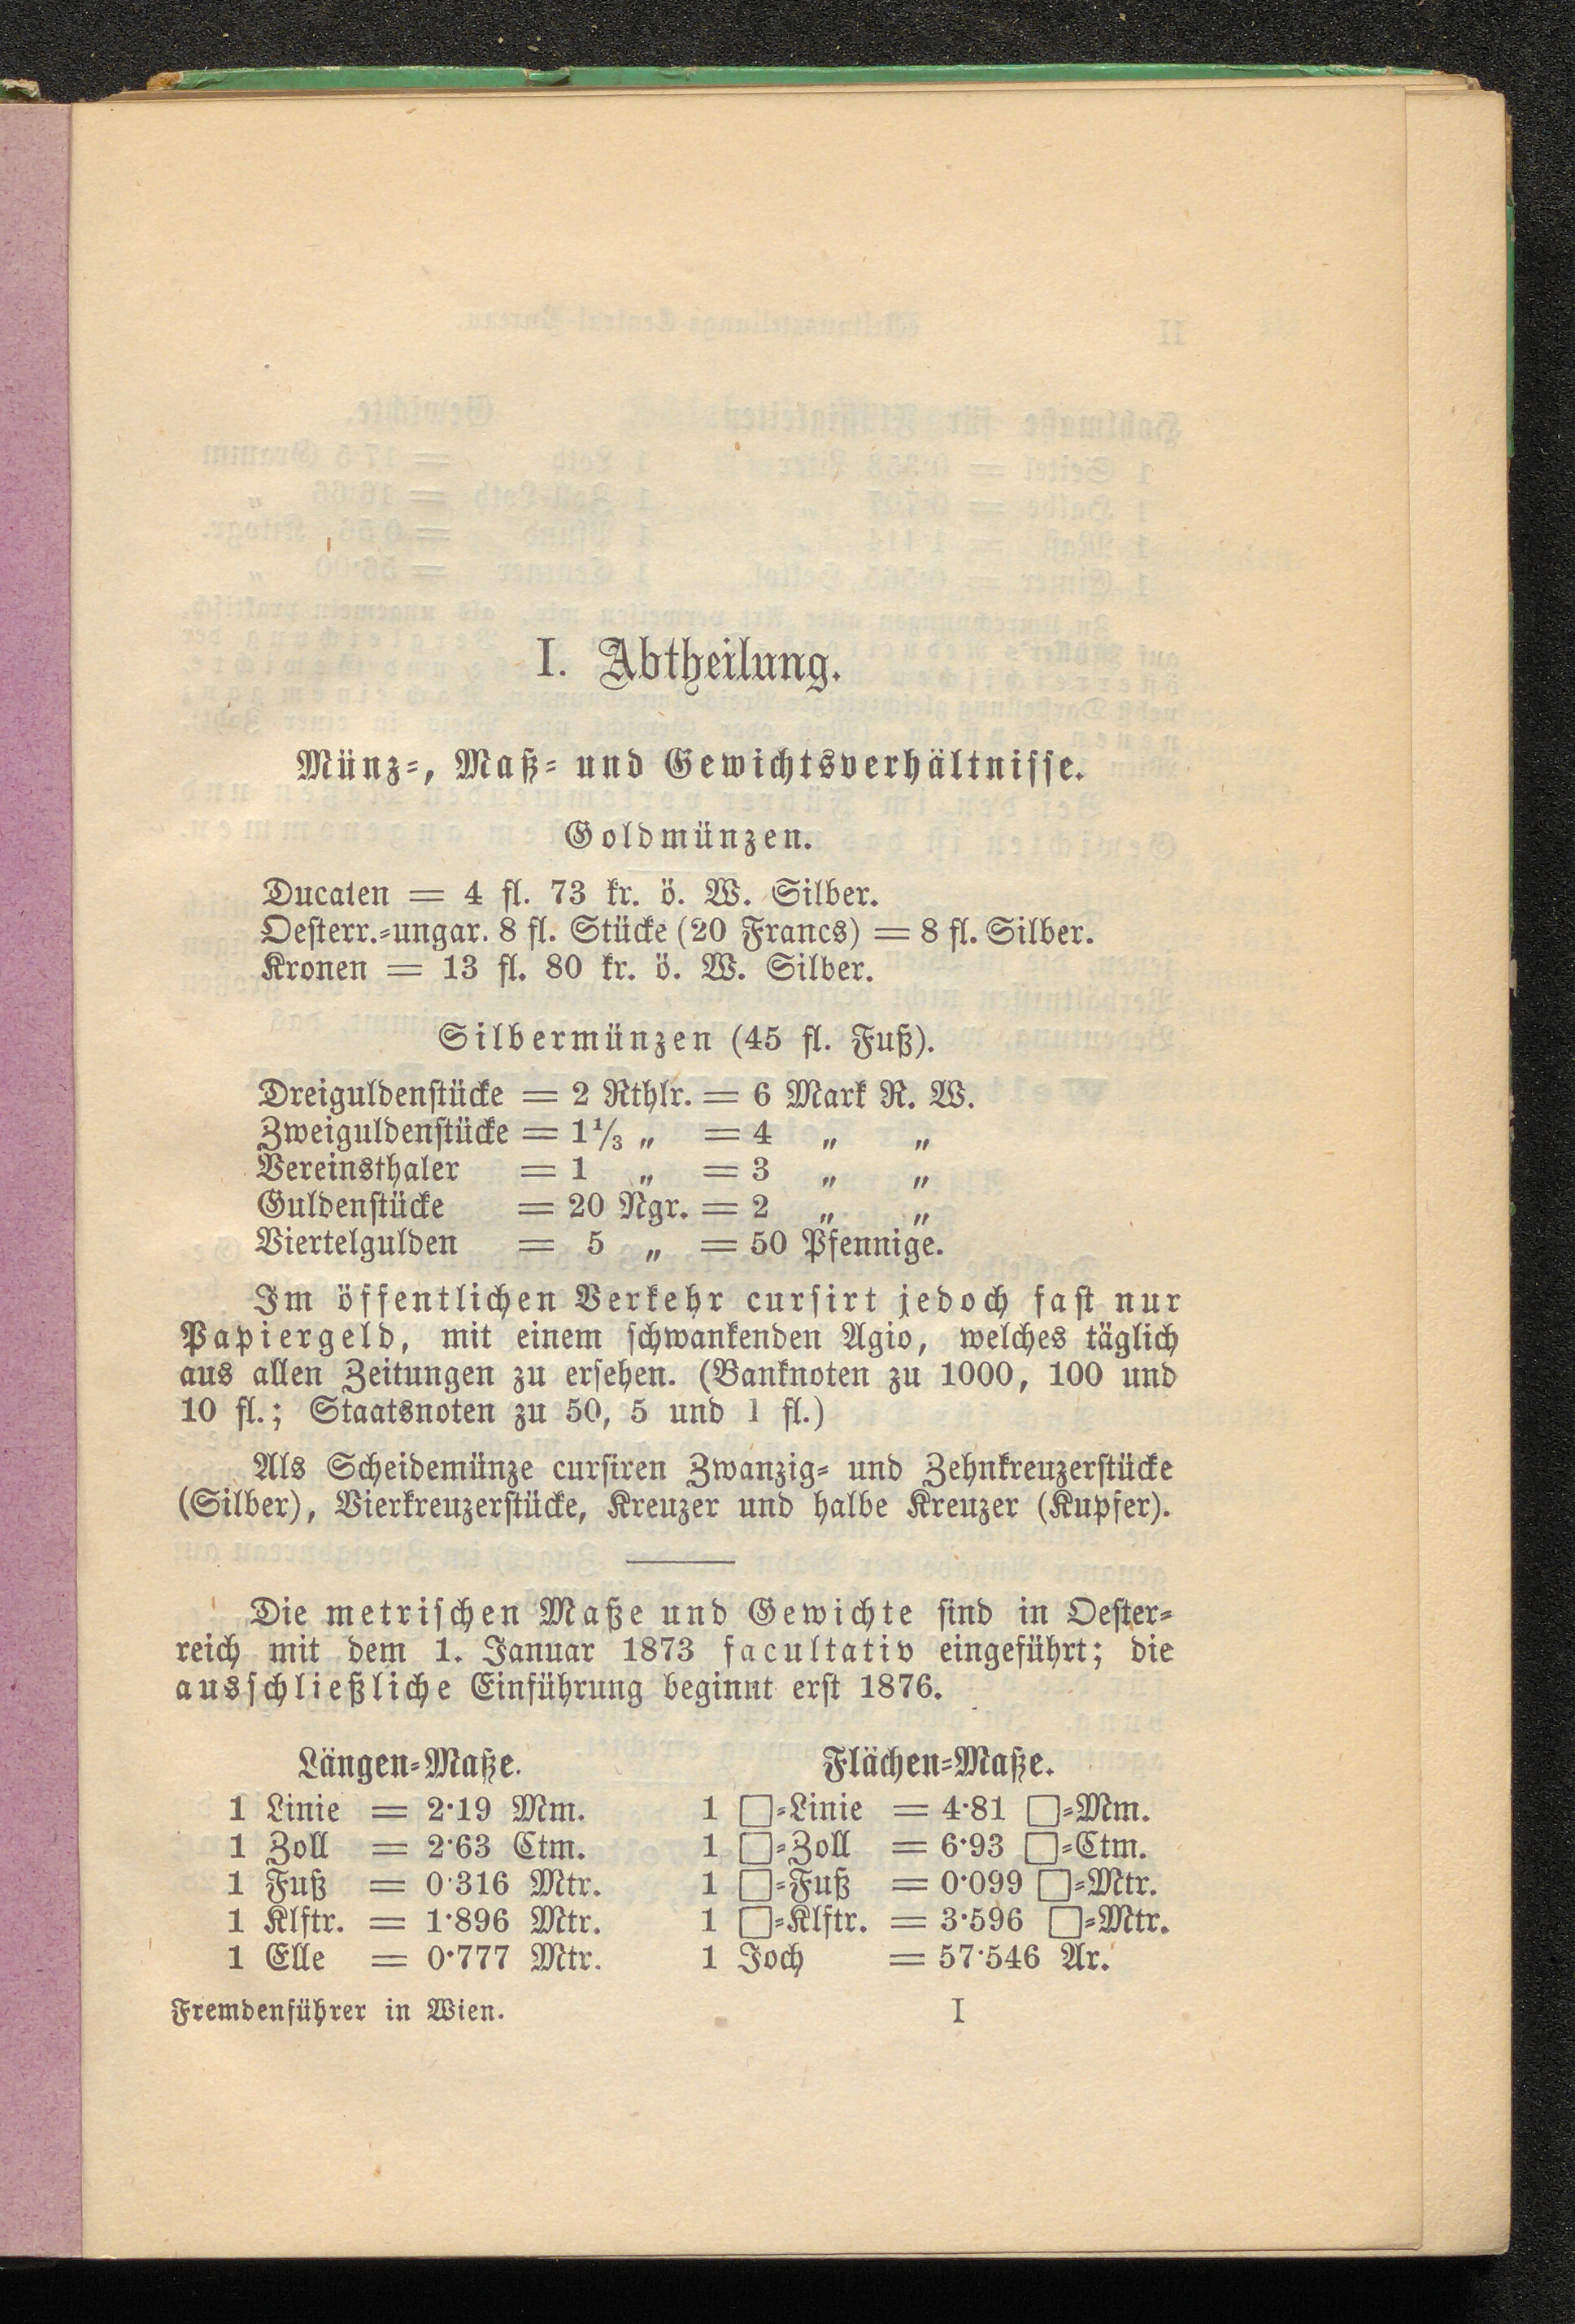 I. Abtheilung.
Münz-, Maß- und Gewichtsverhältnisse.
Goldmünzen.
Ducaten = 4 fl. 73 kr. ö. W. Silber.
Oesterr.-ungar. 8 fl. Stücke (20 Francs) = 8 fl. Silber.
Kronen = 13 fl. 80 kr. ö. W. Silber.
Silbermünzen (45 fl. Fuß).
Dreiguldenstücke = 2 Rthlr. = 6 Mark R. W.
Zweiguldenstücke = 1 1/3 „ = 4 „ „
Vereinsthaler = 1 „ = 3 „ „
Guldenstücke = 20 Ngr. = 2 „ „
Viertelgulden = 5 „ = 50 Pfennige.
Im öffentlichen Verkehr cursirt jedoch fast nur
Papiergeld, mit einem schwankenden Agio, welches täglich
aus allen Zeitungen zu ersehen. (Banknoten zu 1000, 100 und
10 fl.; Staatsnoten zu 50, 5 und 1 fl.)
Als Scheidemünze cursiren Zwanzig- und Zehnkreuzerstücke
(Silber), Vierkreuzerstücke, Kreuzer und halbe Kreuzer (Kupfer).
Die metrischen Maße und Gewichte sind in Oester-
reich mit dem 1. Januar 1873 facultativ eingeführt; die
ausschließliche Einführung beginnt erst 1876.
Längen-Maße.
1 Linie = 2·19 Mm.
1 Zoll = 2·63 Ctm.
1 Fuß = 0·316 Mtr.
1 Klftr. = 1·896 Mtr.
1 Elle = 0·777 Mtr.
Flächen-Maße.
1 □-Linie = 4·81 □-Mm.
1 □-Zoll = 6·93 □-Ctm.
1 □-Fuß = 0·099 □-Mtr.
1 □-Klftr. = 3·596 □-Mtr.
1 Joch = 57·546 Ar.
Fremdenführer in Wien. I